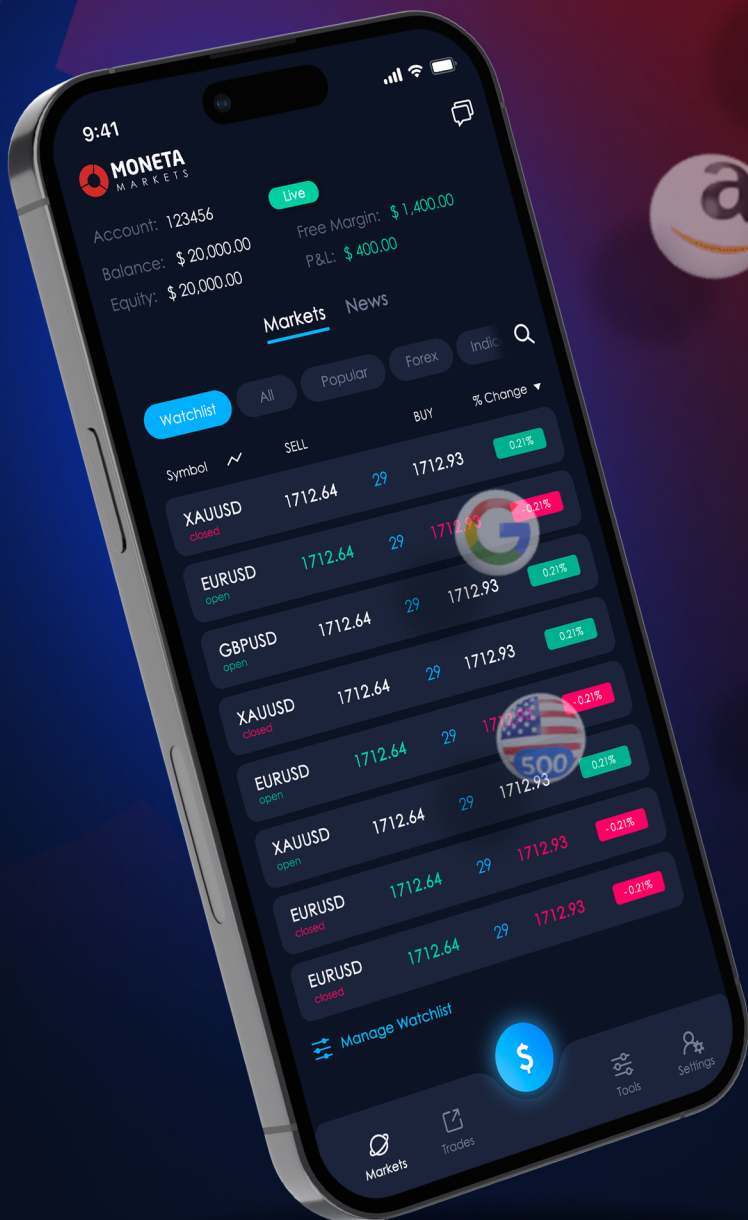 9:41
MONETA
MARKETS
Live
Account: 123456
Balance: $ 20,000.00
Equity: $ 20,000.00
Free Margin: $ 1,400.00
P&L: $ 400.00
Markets News
Watchlist All Popular Forex Indic
Symbol SELL BUY % Change
XAUUSD 1712.64 29 1712.93 0.21%
closed
EURUSD 1712.64 29 1712.93 -0.21%
open
GBPUSD 1712.64 29 1712.93 0.21%
open
XAUUSD 1712.64 29 1712.93 0.21%
closed
EURUSD 1712.64 29 -0.21%
open
XAUUSD 1712.64 29 1712.93 0.21%
open
EURUSD 1712.64 29 1712.93 -0.21%
closed
EURUSD 1712.64 29 1712.93 -0.21%
closed
Manage Watchlist
$
Markets Trades Tools Settings
a
G
500